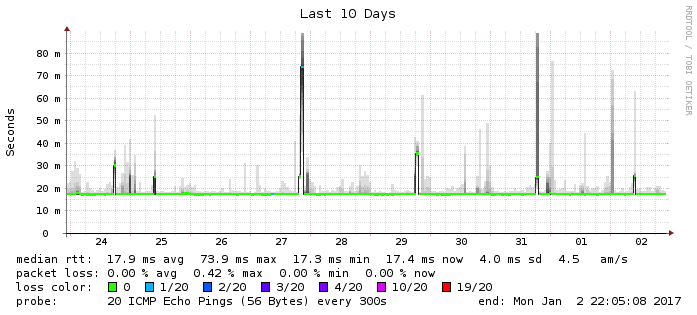 Last 10 Days
RRDTOOL / TOBI OETIKER
Seconds
80 m
70 m
60 m
50 m
40 m
30 m
20 m
10 m
0
24 25 26 27 28 29 30 31 01 02
median rtt: 17.9 ms avg 73.9 ms max 17.3 ms min 17.4 ms now 4.0 ms sd 4.5 am/s
packet loss: 0.00 % avg 0.42 % max 0.00 % min 0.00 % now
loss color: 0 1/20 2/20 3/20 4/20 10/20 19/20
probe: 20 ICMP Echo Pings (56 Bytes) every 300s end: Mon Jan 2 22:05:08 2017